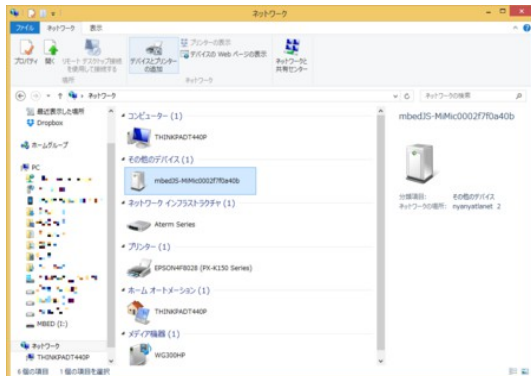 ネットワーク
ファイル ネットワーク 表示
プロパティ 開く リモート デスクトップ接続を使用して接続する
デバイスとプリンターの追加
プリンターの表示
デバイスの Web ページの表示
ネットワークと共有センター
場所 ネットワーク
ネットワーク
ネットワークの検索
最近表示した場所
Dropbox
ホームグループ
PC
MBED (I:)
ネットワーク
THINKPADT440P
コンピューター (1)
THINKPADT440P
その他のデバイス (1)
mbedJS-MiMic0002f7f0a40b
ネットワーク インフラストラクチャ (1)
Aterm Series
プリンター (1)
EPSON4F8028 (PX-K150 Series)
ホーム オートメーション (1)
THINKPADT440P
メディア機器 (1)
WG300HP
mbedJS-MiMic0002f7f0a40b
分類項目: その他のデバイス
ネットワークの場所: nyanyatlanet 2
6 個の項目 1 個の項目を選択